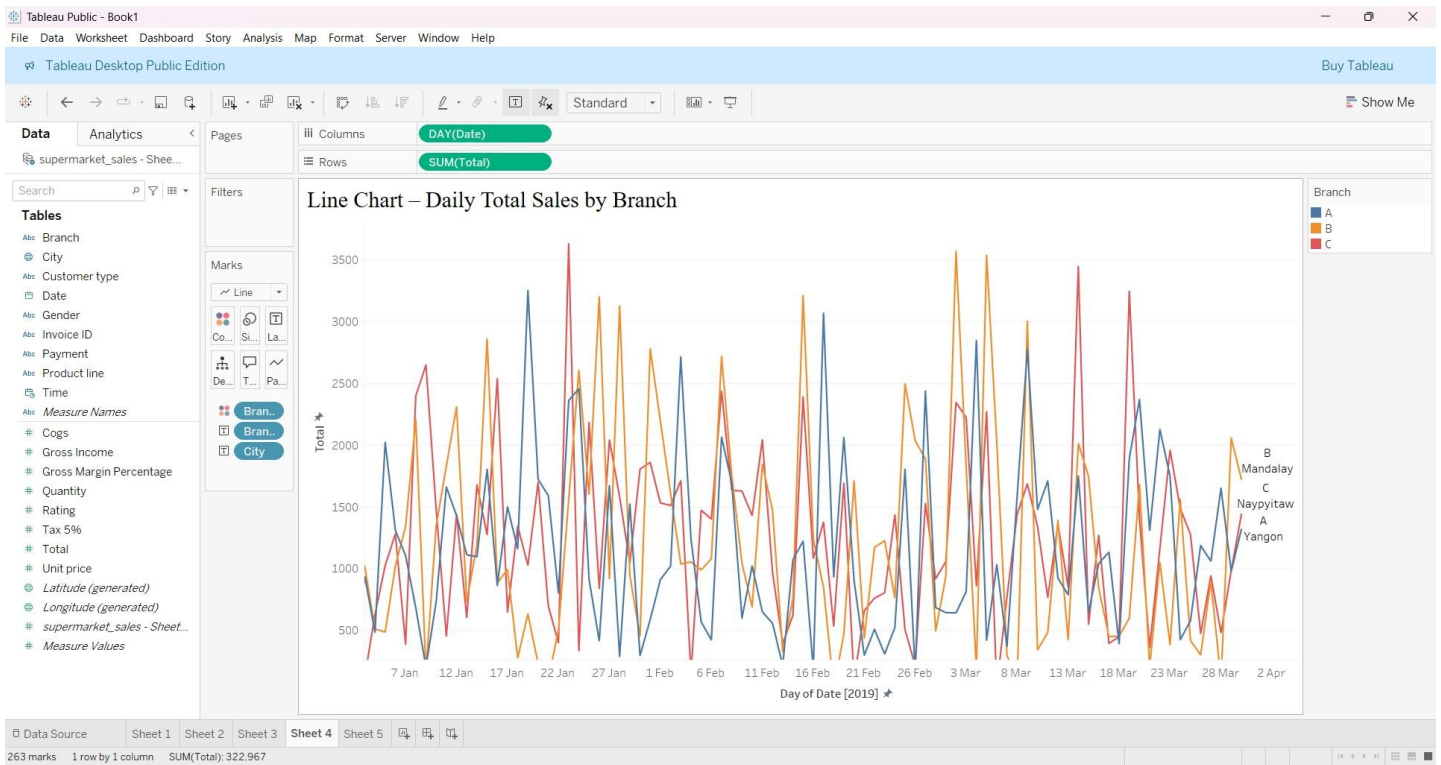 Tableau Public - Book1
File Data Worksheet Dashboard Story Analysis Map Format Server Window Help
Tableau Desktop Public Edition
Buy Tableau
Standard
Show Me
Data
Analytics
supermarket_sales - Shee...
Search
Tables
Abc Branch
City
Abc Customer type
Date
Abc Gender
Abc Invoice ID
Abc Payment
Abc Product line
Time
Abc Measure Names
# Cogs
# Gross Income
# Gross Margin Percentage
# Quantity
# Rating
# Tax 5%
# Total
# Unit price
Latitude (generated)
Longitude (generated)
# supermarket_sales - Sheet...
# Measure Values
Pages
Filters
Marks
Line
Co... Si... La...
De... T... Pa...
Bran..
Bran..
City
Columns
DAY(Date)
Rows
SUM(Total)
Line Chart – Daily Total Sales by Branch
3500
3000
2500
2000
1500
1000
500
Total
B
Mandalay
C
Naypyitaw
A
Yangon
7 Jan 12 Jan 17 Jan 22 Jan 27 Jan 1 Feb 6 Feb 11 Feb 16 Feb 21 Feb 26 Feb 3 Mar 8 Mar 13 Mar 18 Mar 23 Mar 28 Mar 2 Apr
Day of Date [2019]
Branch
A
B
C
Data Source Sheet 1 Sheet 2 Sheet 3 Sheet 4 Sheet 5
263 marks 1 row by 1 column SUM(Total): 322,967